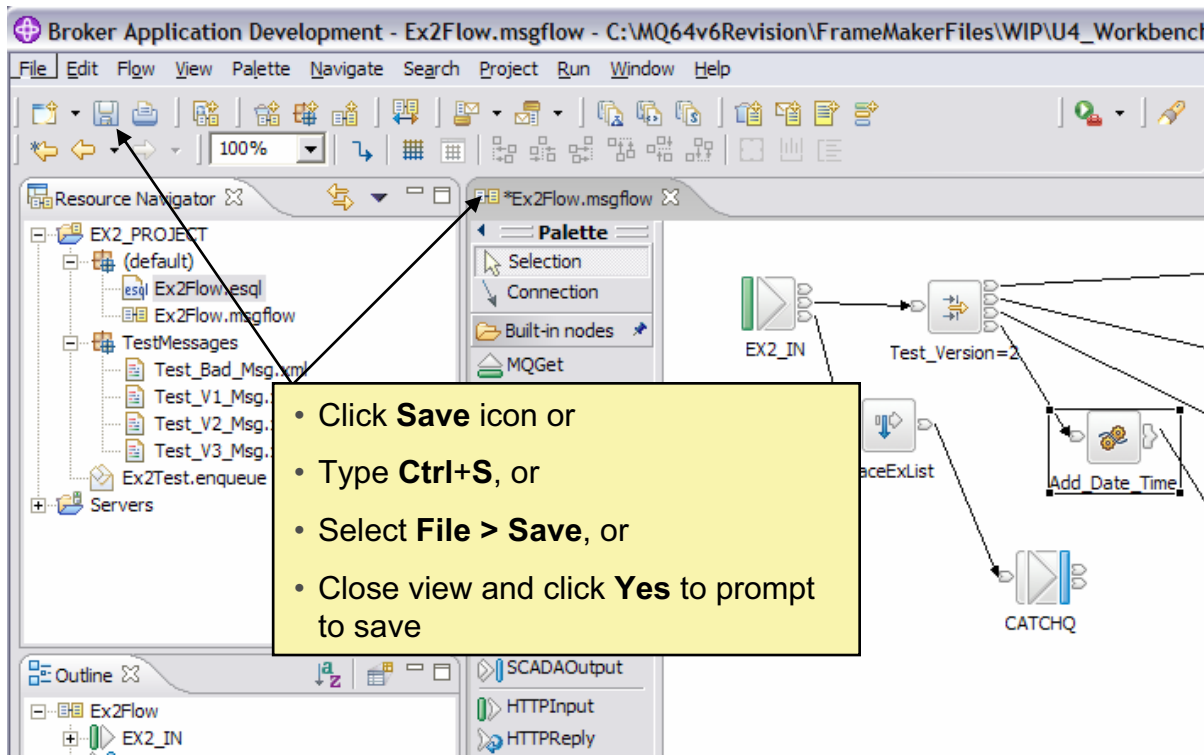 Broker Application Development - Ex2Flow.msgflow - C:\MQ64v6Revision\FrameMakerFiles\WIP\U4_Workbench
File Edit Flow View Palette Navigate Search Project Run Window Help
100%
Resource Navigator
*Ex2Flow.msgflow
EX2_PROJECT
(default)
esql Ex2Flow.esql
Ex2Flow.msgflow
TestMessages
Test_Bad_Msg.xml
Test_V1_Msg.
Test_V2_Msg.
Test_V3_Msg.
Ex2Test.enqueue
Servers
Palette
Selection
Connection
Built-in nodes
MQGet
EX2_IN
Test_Version=2
aceExList
Add_Date_Time
CATCHQ
• Click Save icon or
• Type Ctrl+S, or
• Select File > Save, or
• Close view and click Yes to prompt
to save
Outline
a
z
Ex2Flow
EX2_IN
SCADAOutput
HTTPInput
HTTPReply